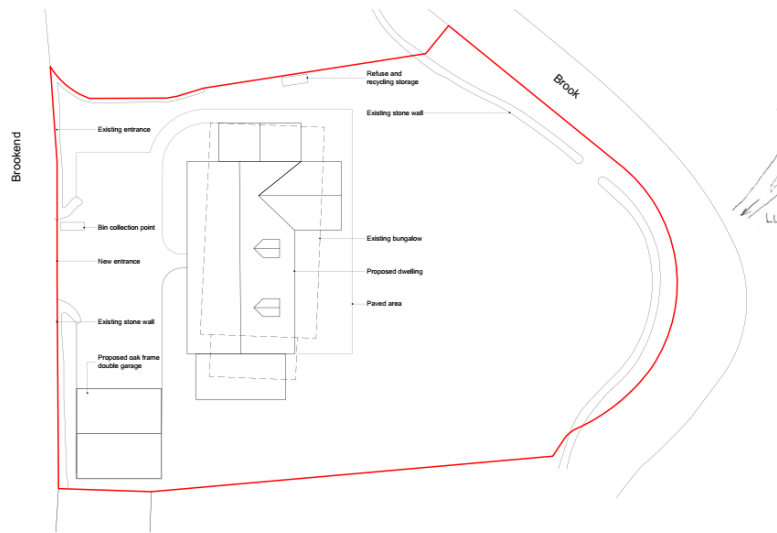 Refuse and
recycling storage
Brook
Existing stone wall
Existing entrance
Brookend
Bin collection point
Existing bungalow
New entrance
Proposed dwelling
Paved area
Existing stone wall
Proposed oak frame
double garage